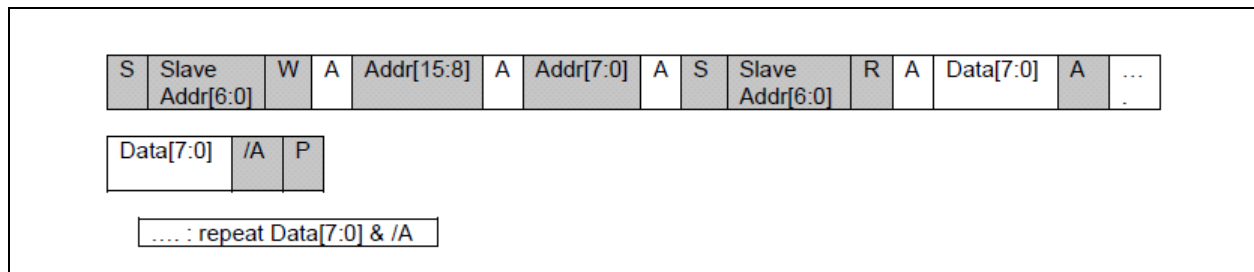 S Slave W A Addr[15:8] A Addr[7:0] A S Slave R A Data[7:0] A ...
Addr[6:0] Addr[6:0] .
Data[7:0] /A P
.... : repeat Data[7:0] & /A